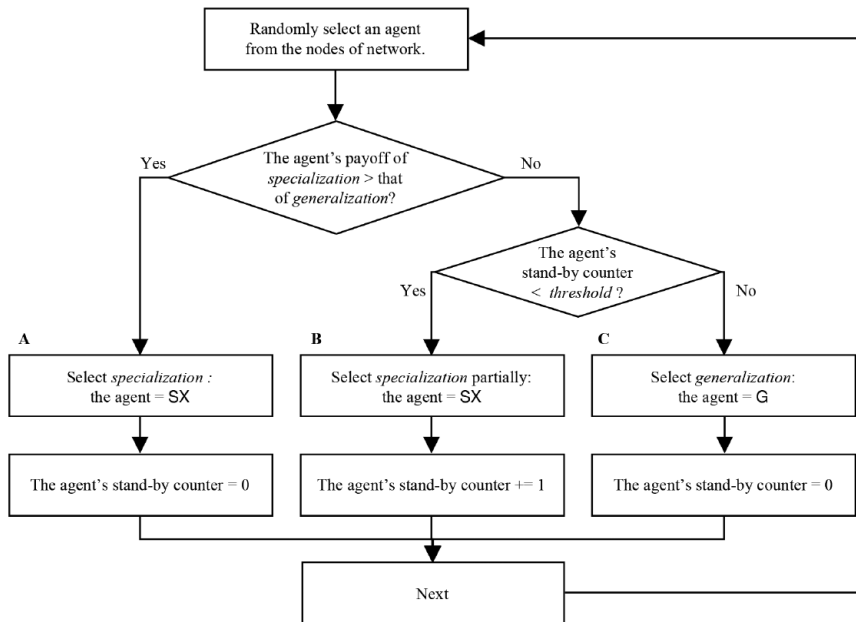 Randomly select an agent
from the nodes of network.
Yes
The agent's payoff of
specialization > that
of generalization?
No
The agent's
stand-by counter
< threshold ?
Yes
No
A
Select specialization :
the agent = SX
The agent's stand-by counter = 0
B
Select specialization partially:
the agent = SX
The agent's stand-by counter += 1
C
Select generalization:
the agent = G
The agent's stand-by counter = 0
Next